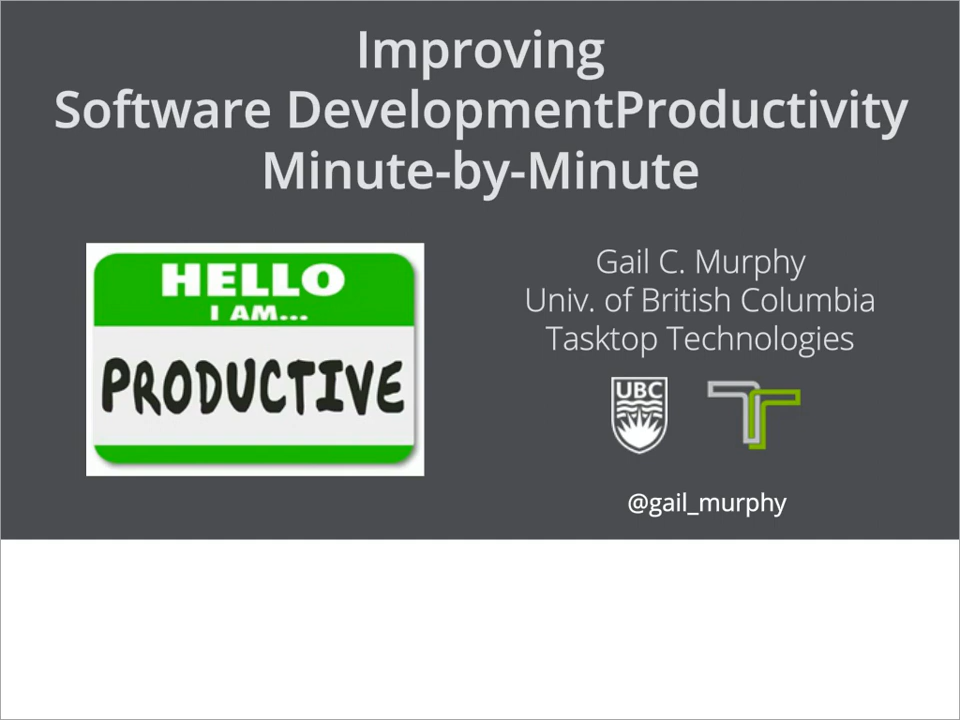 Improving
Software DevelopmentProductivity
Minute-by-Minute
HELLO
I AM...
PRODUCTIVE
Gail C. Murphy
Univ. of British Columbia
Tasktop Technologies
UBC
@gail_murphy